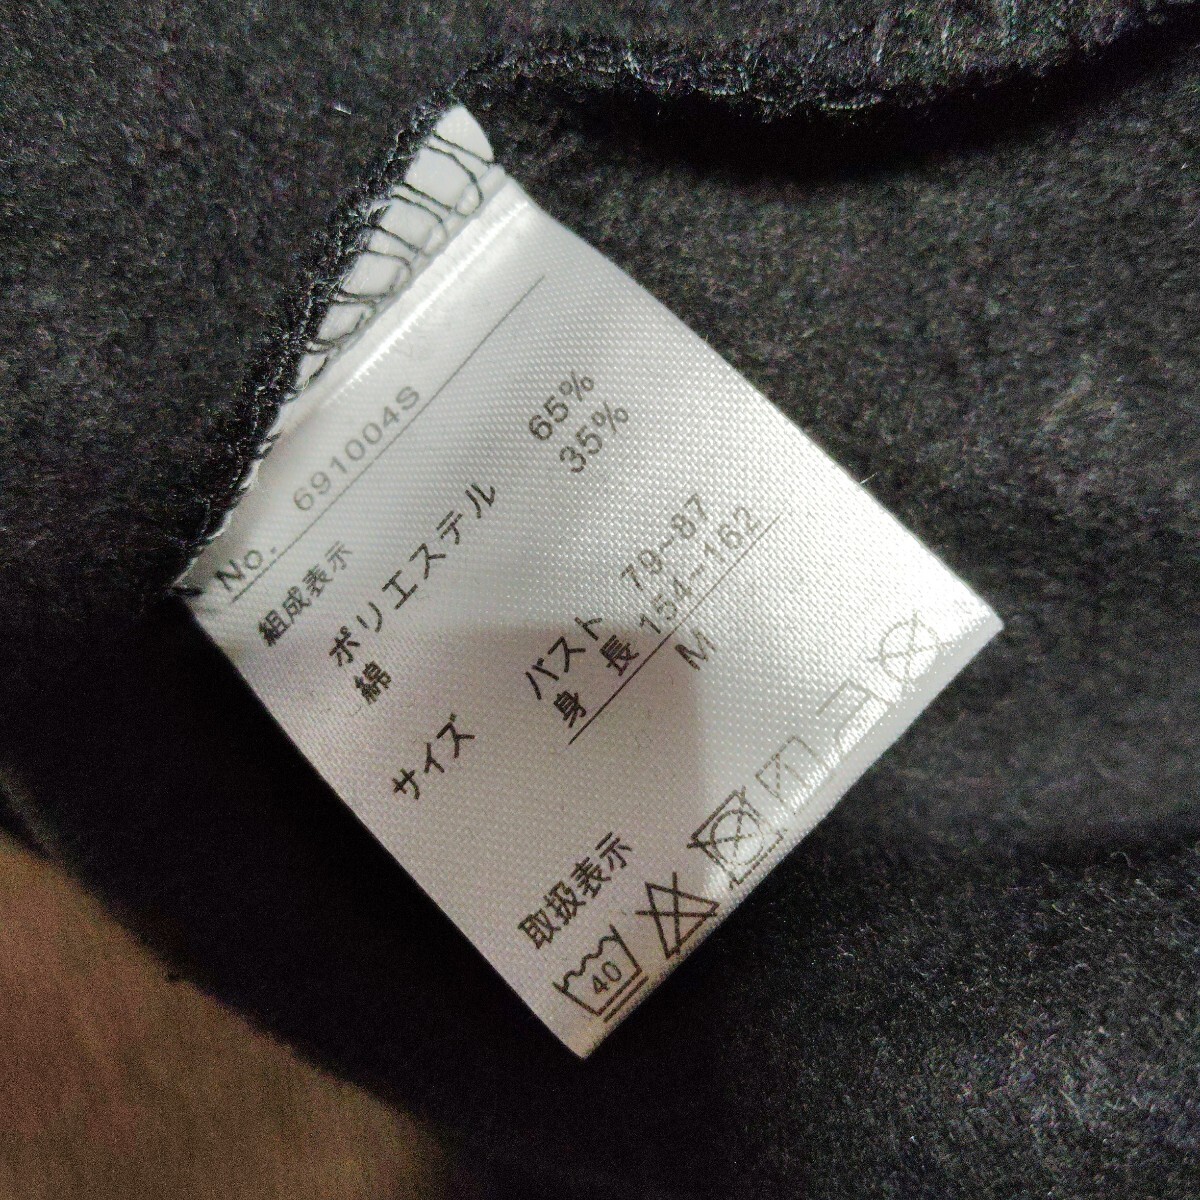 No. 691004S
組成表示
ポリエステル 65%
綿 35%
サイズ
バスト 79~87
身長 154~162
M
取扱表示
40